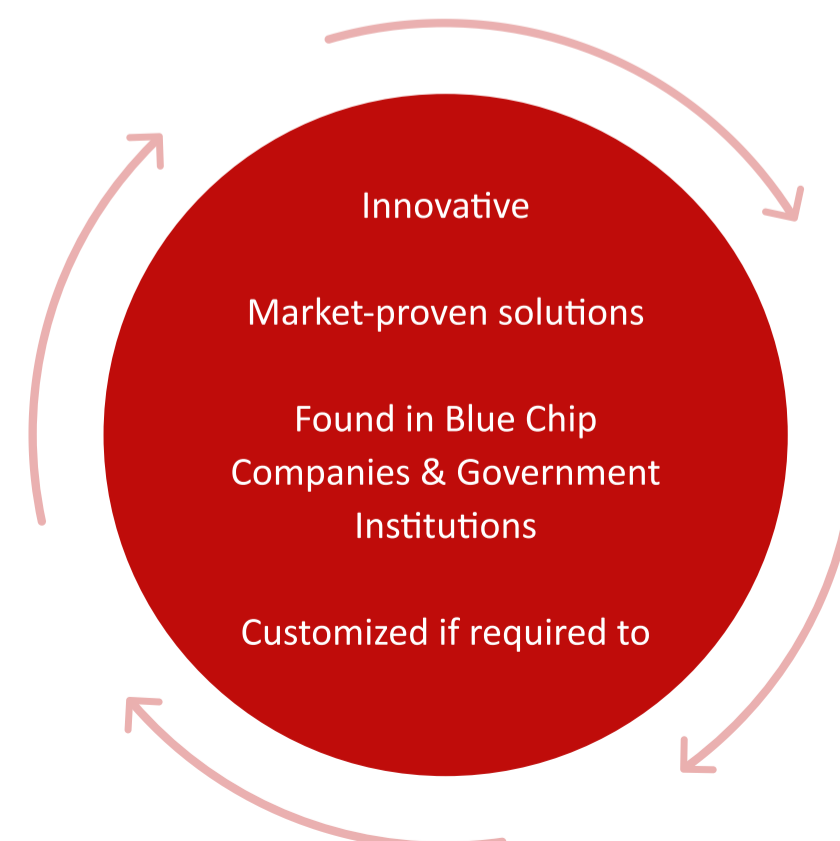 Innovative
Market-proven solutions
Found in Blue Chip
Companies & Government
Institutions
Customized if required to